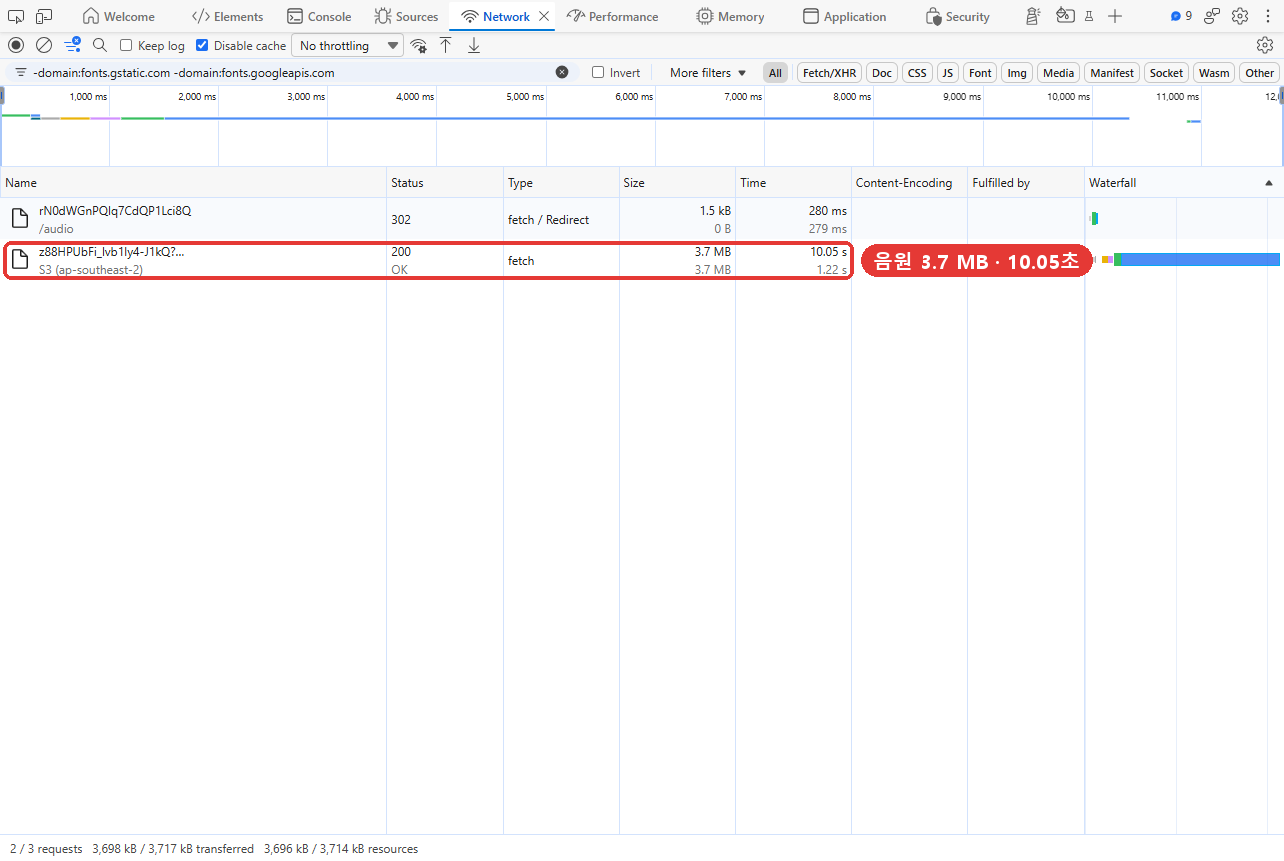 Welcome Elements Console Sources Network Performance Memory Application Security 9
Keep log Disable cache No throttling
-domain:fonts.gstatic.com -domain:fonts.googleapis.com Invert More filters All Fetch/XHR Doc CSS JS Font Img Media Manifest Socket Wasm Other
1,000 ms 2,000 ms 3,000 ms 4,000 ms 5,000 ms 6,000 ms 7,000 ms 8,000 ms 9,000 ms 10,000 ms 11,000 ms 12,
Name Status Type Size Time Content-Encoding Fulfilled by Waterfall
rN0dWGnPQIq7CdQP1Lci8Q 302 fetch / Redirect 1.5 kB 280 ms
/audio 0 B 279 ms
z88HPUbFi_lvb1Iy4-J1kQ?... 200 fetch 3.7 MB 10.05 s
S3 (ap-southeast-2) OK 3.7 MB 1.22 s
음원 3.7 MB · 10.05초
2 / 3 requests 3,698 kB / 3,717 kB transferred 3,696 kB / 3,714 kB resources